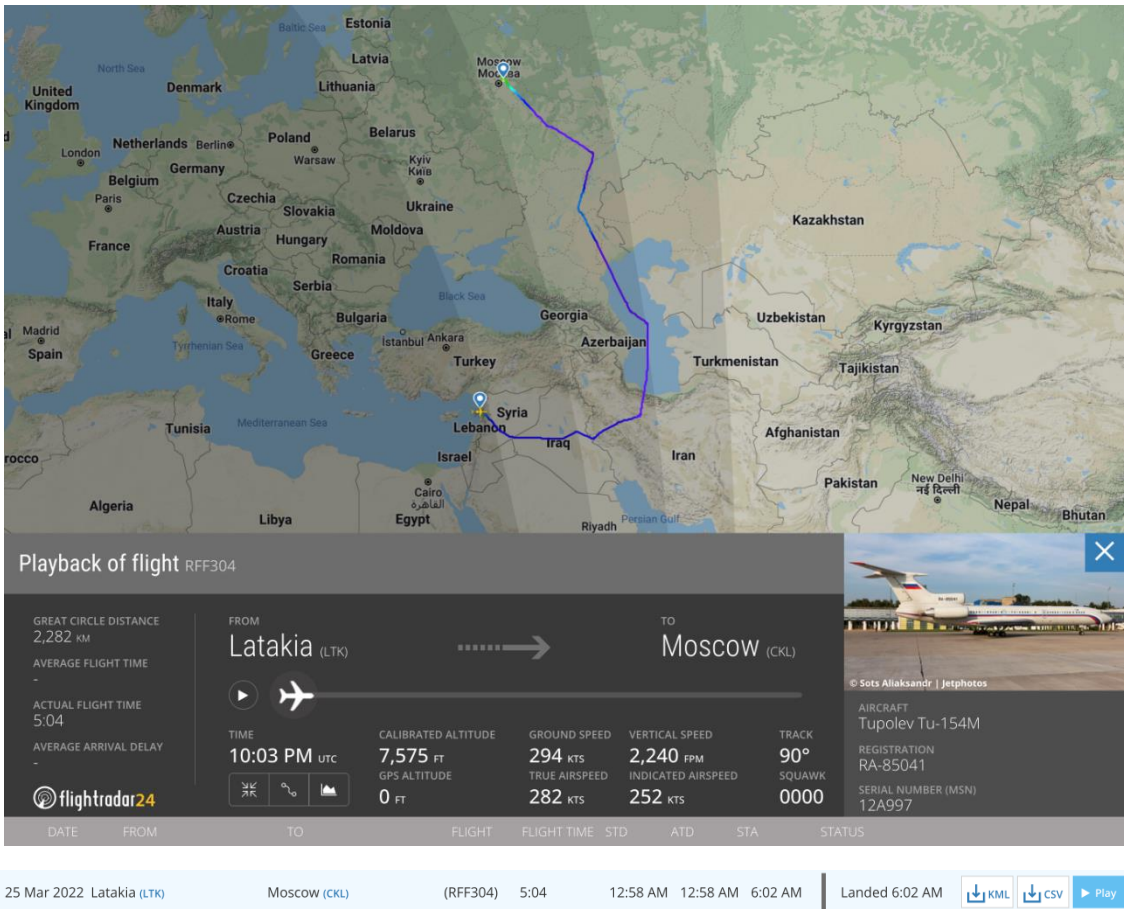 Baltic Sea
Estonia
North Sea
Latvia
Moscow
Москва
United Kingdom
Denmark
Lithuania
London
Netherlands
Berlin
Poland
Warsaw
Belarus
Belgium
Germany
Kyiv
Київ
Paris
Czechia
Slovakia
Ukraine
France
Austria
Hungary
Moldova
Kazakhstan
Croatia
Romania
Serbia
Italy
Rome
Bulgaria
Black Sea
Georgia
Uzbekistan
Kyrgyzstan
Madrid
Spain
Tyrrhenian Sea
Greece
Istanbul
Ankara
Turkey
Azerbaijan
Turkmenistan
Tajikistan
Tunisia
Mediterranean Sea
Syria
Lebanon
Iraq
Afghanistan
rocco
Israel
Iran
Algeria
Libya
Cairo
القاهرة
Egypt
Riyadh
Persian Gulf
Pakistan
New Delhi
नई दिल्ली
Nepal
Bhutan
Playback of flight RFF304
GREAT CIRCLE DISTANCE
2,282 KM
AVERAGE FLIGHT TIME
-
ACTUAL FLIGHT TIME
5:04
AVERAGE ARRIVAL DELAY
-
flightradar24
FROM
Latakia (LTK)
TO
Moscow (CKL)
TIME
10:03 PM UTC
CALIBRATED ALTITUDE
7,575 FT
GPS ALTITUDE
0 FT
GROUND SPEED
294 KTS
TRUE AIRSPEED
282 KTS
VERTICAL SPEED
2,240 FPM
INDICATED AIRSPEED
252 KTS
TRACK
90°
SQUAWK
0000
© Sots Aliaksandr | Jetphotos
AIRCRAFT
Tupolev Tu-154M
REGISTRATION
RA-85041
SERIAL NUMBER (MSN)
12A997
DATE FROM TO FLIGHT FLIGHT TIME STD ATD STA STATUS
25 Mar 2022 Latakia (LTK) Moscow (CKL) (RFF304) 5:04 12:58 AM 12:58 AM 6:02 AM Landed 6:02 AM KML CSV Play